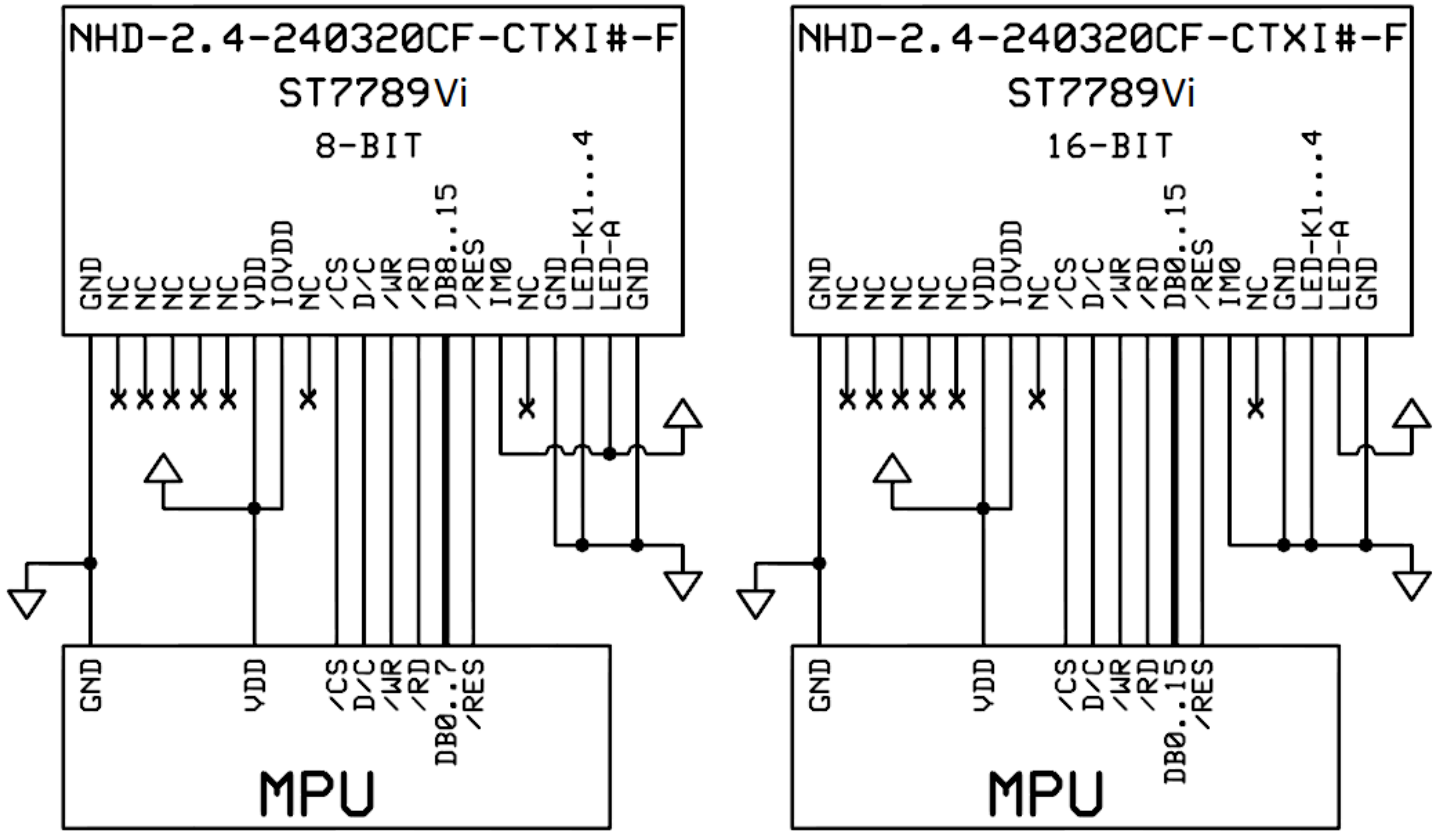 NHD-2.4-240320CF-CTXI#-F
ST7789Vi
8-BIT
GND
NC
NC
NC
NC
NC
VDD
IOVDD
NC
/CS
D/C
/WR
/RD
DB8..15
/RES
IM0
NC
GND
LED-K1...4
LED-A
GND
GND
VDD
/CS
D/C
/WR
/RD
DB0..7
/RES
MPU
NHD-2.4-240320CF-CTXI#-F
ST7789Vi
16-BIT
GND
NC
NC
NC
NC
NC
VDD
IOVDD
NC
/CS
D/C
/WR
/RD
DB0..15
/RES
IM0
NC
GND
LED-K1...4
LED-A
GND
GND
VDD
/CS
D/C
/WR
/RD
DB0..15
/RES
MPU